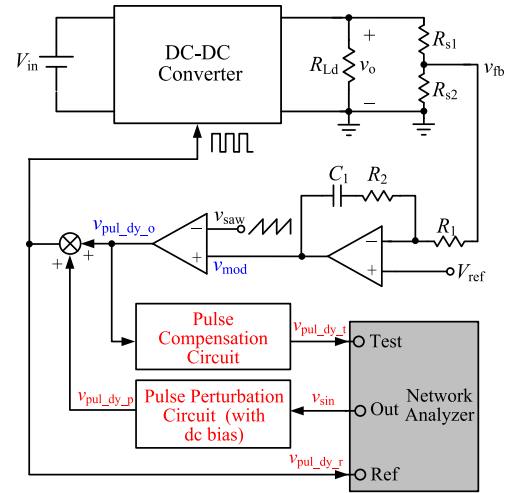 DC-DC
Converter
V_in
R_Ld
+
v_o
−
R_s1
R_s2
v_fb
C_1
R_2
R_1
v_pul_dy_o
v_saw
−
+
v_mod
−
+
V_ref
+
+
Pulse
Compensation
Circuit
v_pul_dy_t
Test
v_pul_dy_p
Pulse Perturbation
Circuit (with
dc bias)
v_sin
Out
Network
Analyzer
v_pul_dy_r
Ref